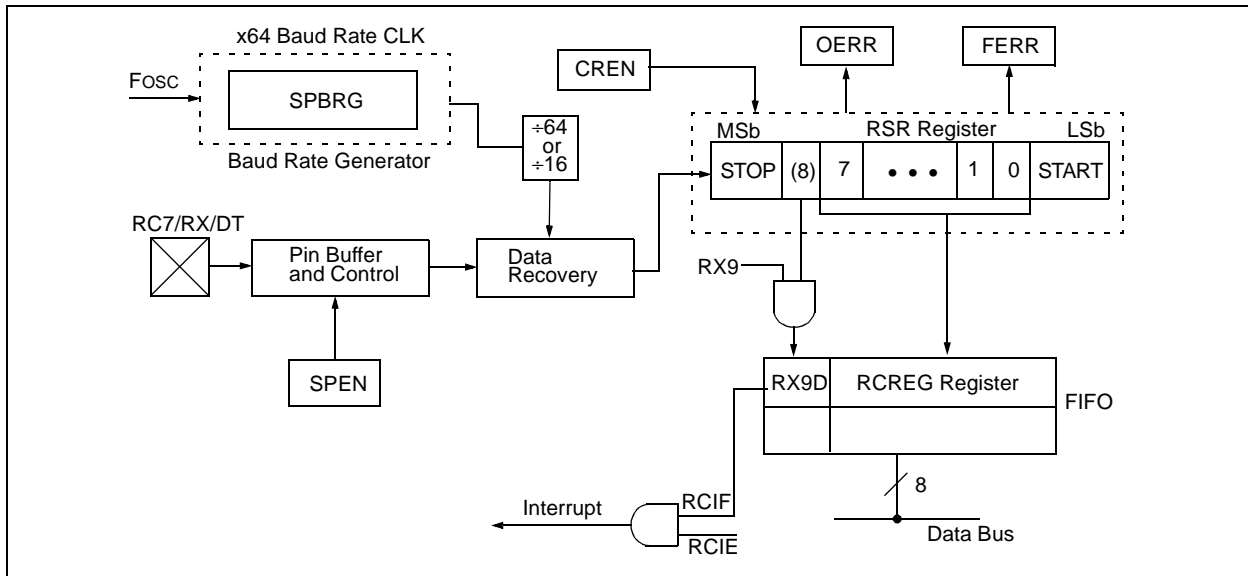 x64 Baud Rate CLK
FOSC
SPBRG
Baud Rate Generator
÷64
or
÷16
CREN
OERR
FERR
MSb
RSR Register
LSb
STOP
(8)
7
• • •
1
0
START
RC7/RX/DT
Pin Buffer
and Control
Data
Recovery
RX9
SPEN
RX9D
RCREG Register
FIFO
8
Data Bus
Interrupt
RCIF
RCIE